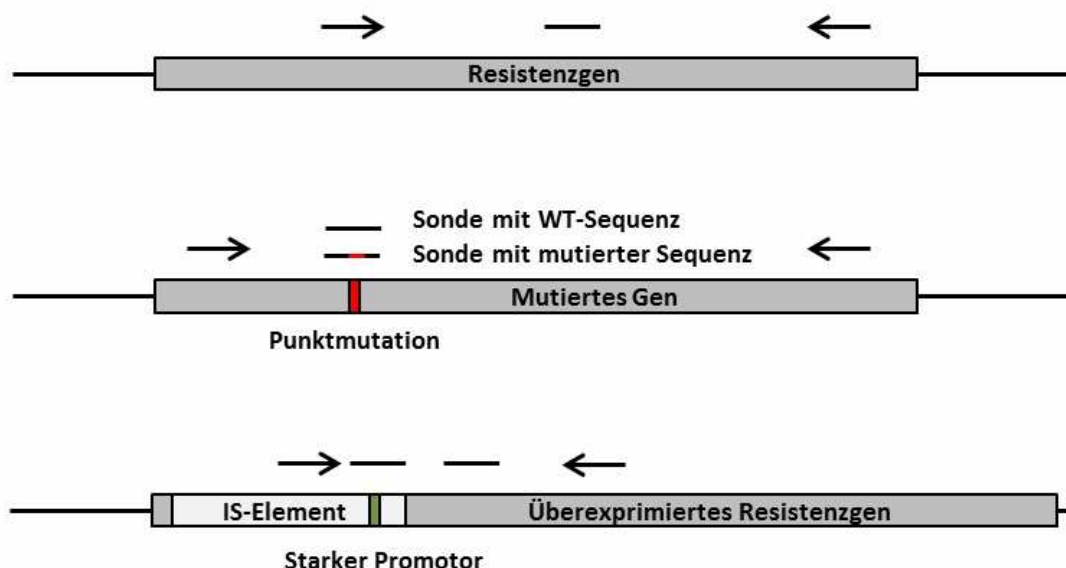 Resistenzgen
Sonde mit WT-Sequenz
Sonde mit mutierter Sequenz
Mutiertes Gen
Punktmutation
IS-Element
Überexprimiertes Resistenzgen
Starker Promotor